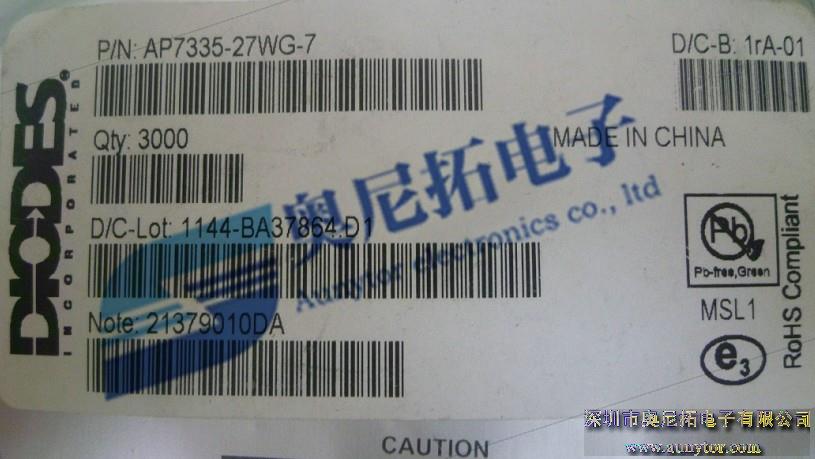 DIODES®
INCORPORATED
P/N: AP7335-27WG-7
D/C-B: 1rA-01
Qty: 3000
MADE IN CHINA
D/C-Lot: 1144-BA37864.D1
Note: 21379010DA
Pb
Pb-free,Green
MSL1
e3
RoHS Compliant
CAUTION
奥尼拓电子
Aunytor electronics co., ltd
深圳市奥尼拓电子有限公司
www.aunytor.com